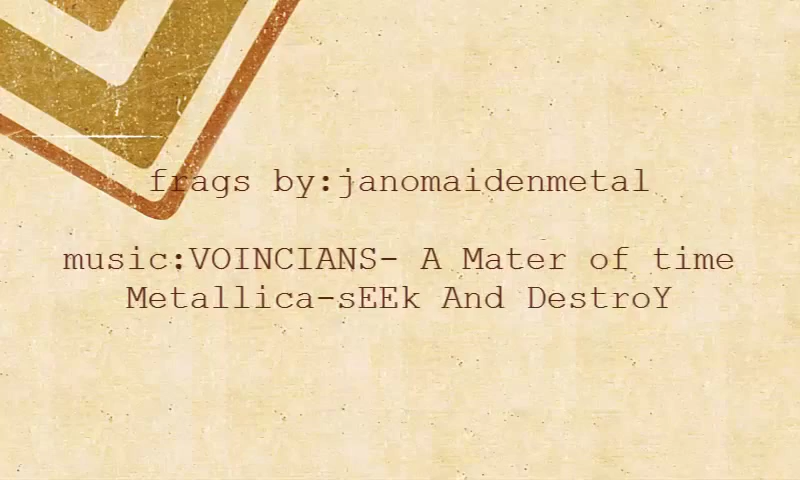 frags by:janomaidenmetal
music:VOINCIANS- A Mater of time
Metallica-sEEk And DestroY